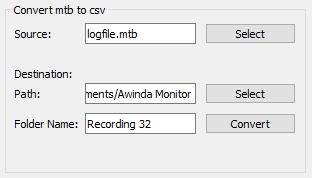 Convert mtb to csv
Source: logfile.mtb Select
Destination:
Path: ments/Awinda Monitor Select
Folder Name: Recording 32 Convert